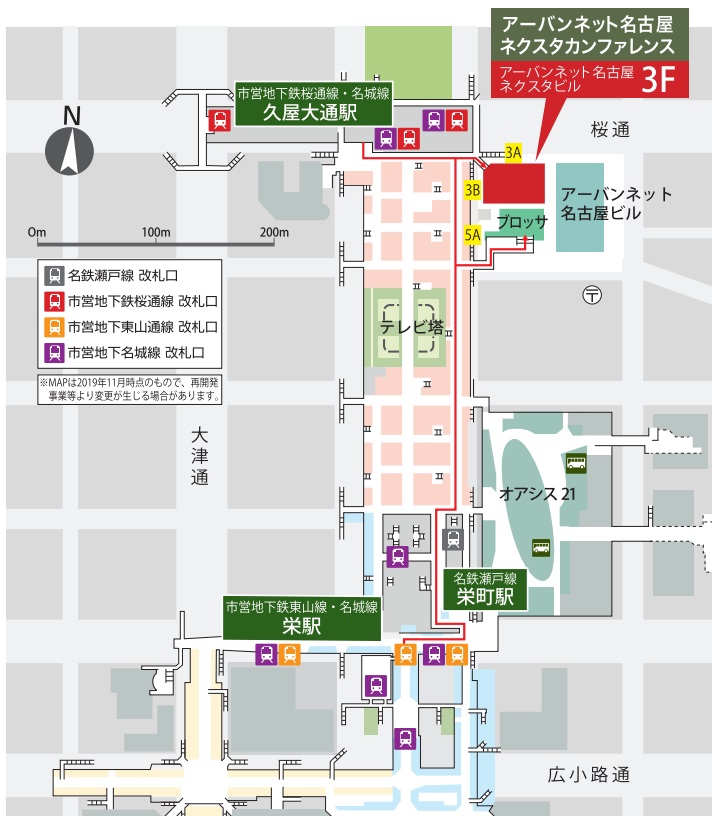 アーバンネット名古屋
ネクスタカンファレンス
アーバンネット名古屋
ネクスタビル
3F
市営地下鉄桜通線・名城線
久屋大通駅
N
桜通
3A
3B
アーバンネット
名古屋ビル
ブロッサ
5A
0m
100m
200m
名鉄瀬戸線 改札口
市営地下鉄桜通線 改札口
市営地下鉄東山通線 改札口
市営地下鉄名城線 改札口
※MAPは2019年11月時点のもので、再開発
事業等より変更が生じる場合があります。
〒
テレビ塔
大津通
オアシス21
名鉄瀬戸線
栄町駅
市営地下鉄東山線・名城線
栄駅
広小路通